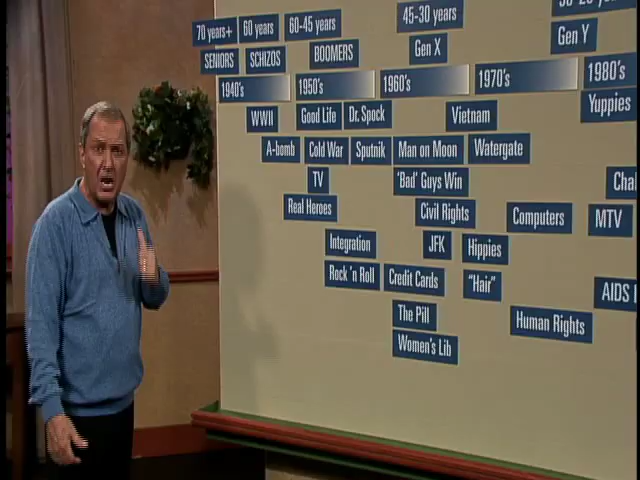 70 years+ 60 years 60-45 years 45-30 years
SENIORS SCHIZOS BOOMERS Gen X Gen Y
1940's 1950's 1960's 1970's 1980's
WWII Good Life Dr. Spock Vietnam Yuppies
A-bomb Cold War Sputnik Man on Moon Watergate
TV 'Bad' Guys Win
Real Heroes Civil Rights Computers MTV
Integration JFK Hippies
Rock 'n Roll Credit Cards "Hair" AIDS
The Pill Human Rights
Women's Lib